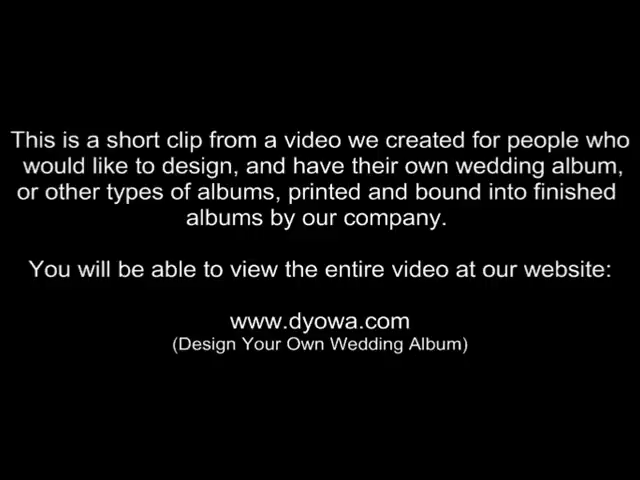 This is a short clip from a video we created for people who
would like to design, and have their own wedding album,
or other types of albums, printed and bound into finished
albums by our company.
You will be able to view the entire video at our website:
www.dyowa.com
(Design Your Own Wedding Album)